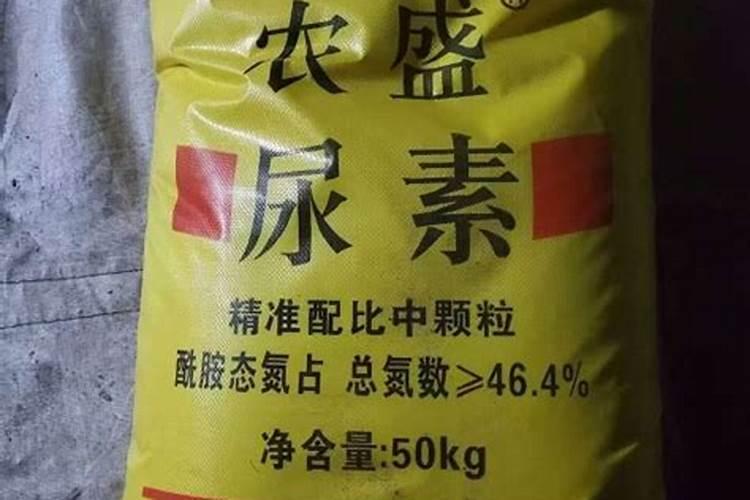 农盛®
尿素
精准配比中颗粒
酰胺态氮占 总氮数≥46.4%
净含量:50kg